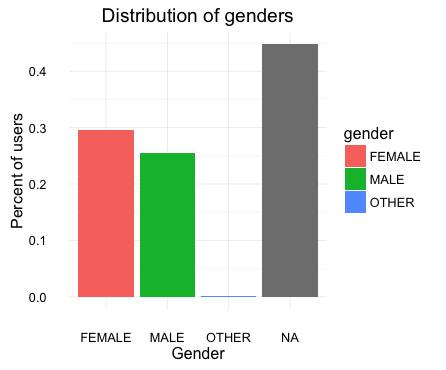 Distribution of genders
Percent of users
0.4
0.3
0.2
0.1
0.0
FEMALE MALE OTHER NA
Gender
gender
FEMALE
MALE
OTHER